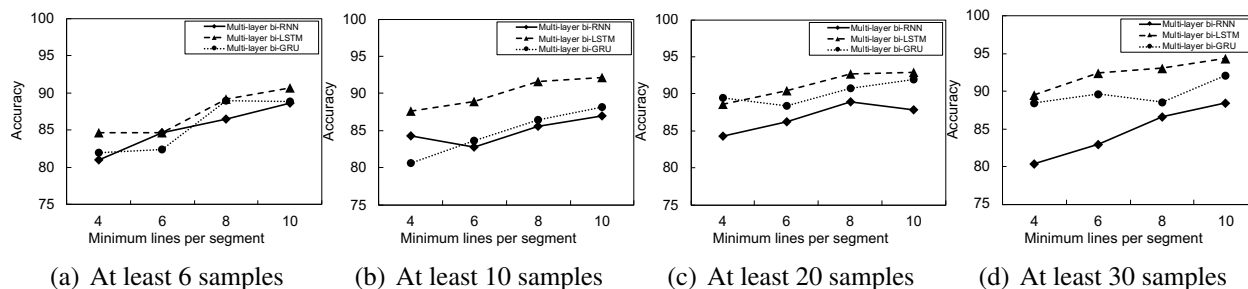 100
95
90
85
80
75
Accuracy
Multi-layer bi-RNN
Multi-layer bi-LSTM
Multi-layer bi-GRU
4 6 8 10
Minimum lines per segment
(a) At least 6 samples
100
95
90
85
80
75
Accuracy
Multi-layer bi-RNN
Multi-layer bi-LSTM
Multi-layer bi-GRU
4 6 8 10
Minimum lines per segment
(b) At least 10 samples
100
95
90
85
80
75
Accuracy
Multi-layer bi-RNN
Multi-layer bi-LSTM
Multi-layer bi-GRU
4 6 8 10
Minimum lines per segment
(c) At least 20 samples
100
95
90
85
80
75
Accuracy
Multi-layer bi-RNN
Multi-layer bi-LSTM
Multi-layer bi-GRU
4 6 8 10
Minimum lines per segment
(d) At least 30 samples